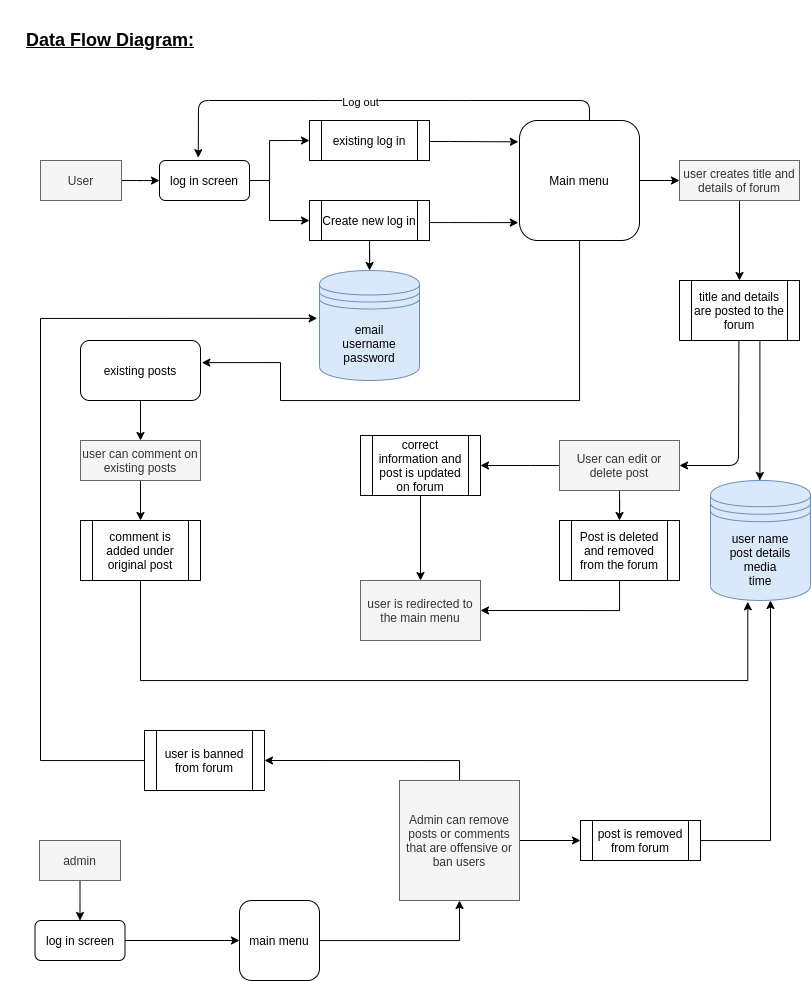 Data Flow Diagram:
Log out
User
log in screen
existing log in
Create new log in
Main menu
user creates title and
details of forum
title and details
are posted to the
forum
email
username
password
existing posts
user can comment on
existing posts
comment is
added under
original post
correct
information and
post is updated
on forum
User can edit or
delete post
Post is deleted
and removed
from the forum
user is redirected to
the main menu
user name
post details
media
time
user is banned
from forum
Admin can remove
posts or comments
that are offensive or
ban users
post is removed
from forum
admin
log in screen
main menu